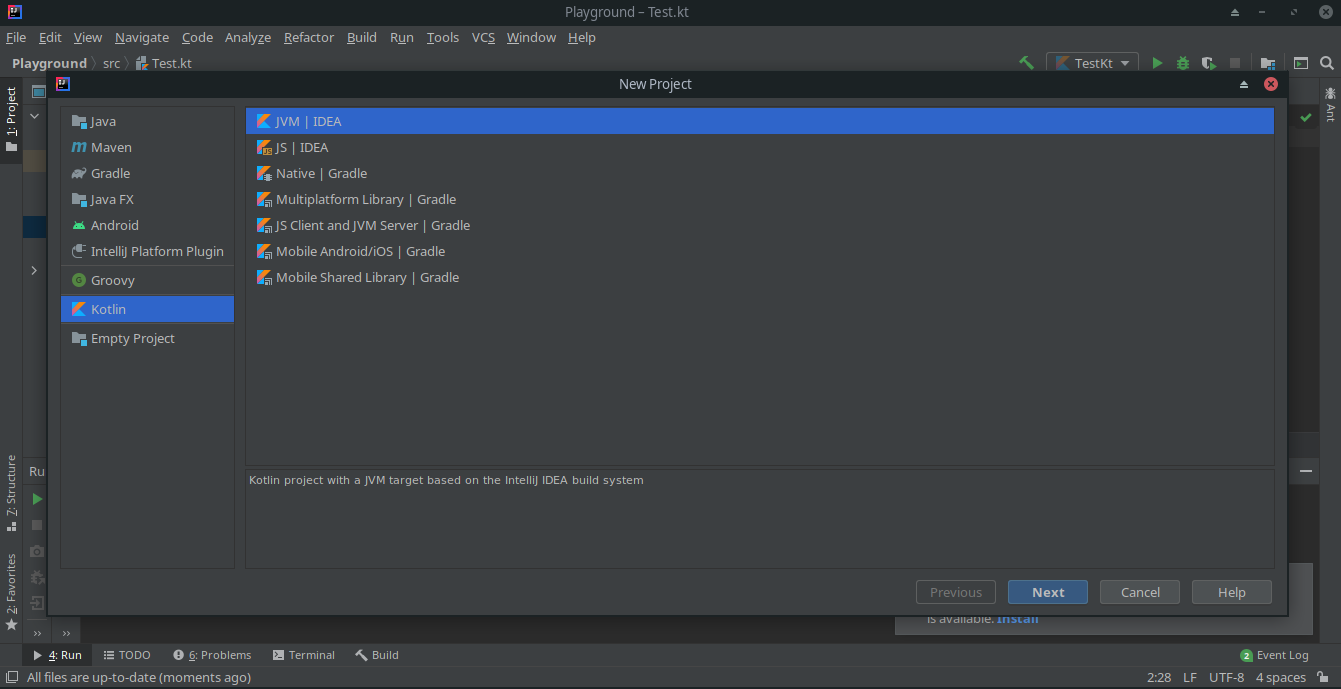 Playground – Test.kt
File Edit View Navigate Code Analyze Refactor Build Run Tools VCS Window Help
Playground src Test.kt TestKt
New Project
1: Project
Ant
Java
Maven
Gradle
Java FX
Android
IntelliJ Platform Plugin
Groovy
Kotlin
Empty Project
JVM | IDEA
JS | IDEA
Native | Gradle
Multiplatform Library | Gradle
JS Client and JVM Server | Gradle
Mobile Android/iOS | Gradle
Mobile Shared Library | Gradle
Kotlin project with a JVM target based on the IntelliJ IDEA build system
Ru
7: Structure
2: Favorites
Previous Next Cancel Help
is available. Install
4: Run TODO 6: Problems Terminal Build 2 Event Log
All files are up-to-date (moments ago) 2:28 LF UTF-8 4 spaces